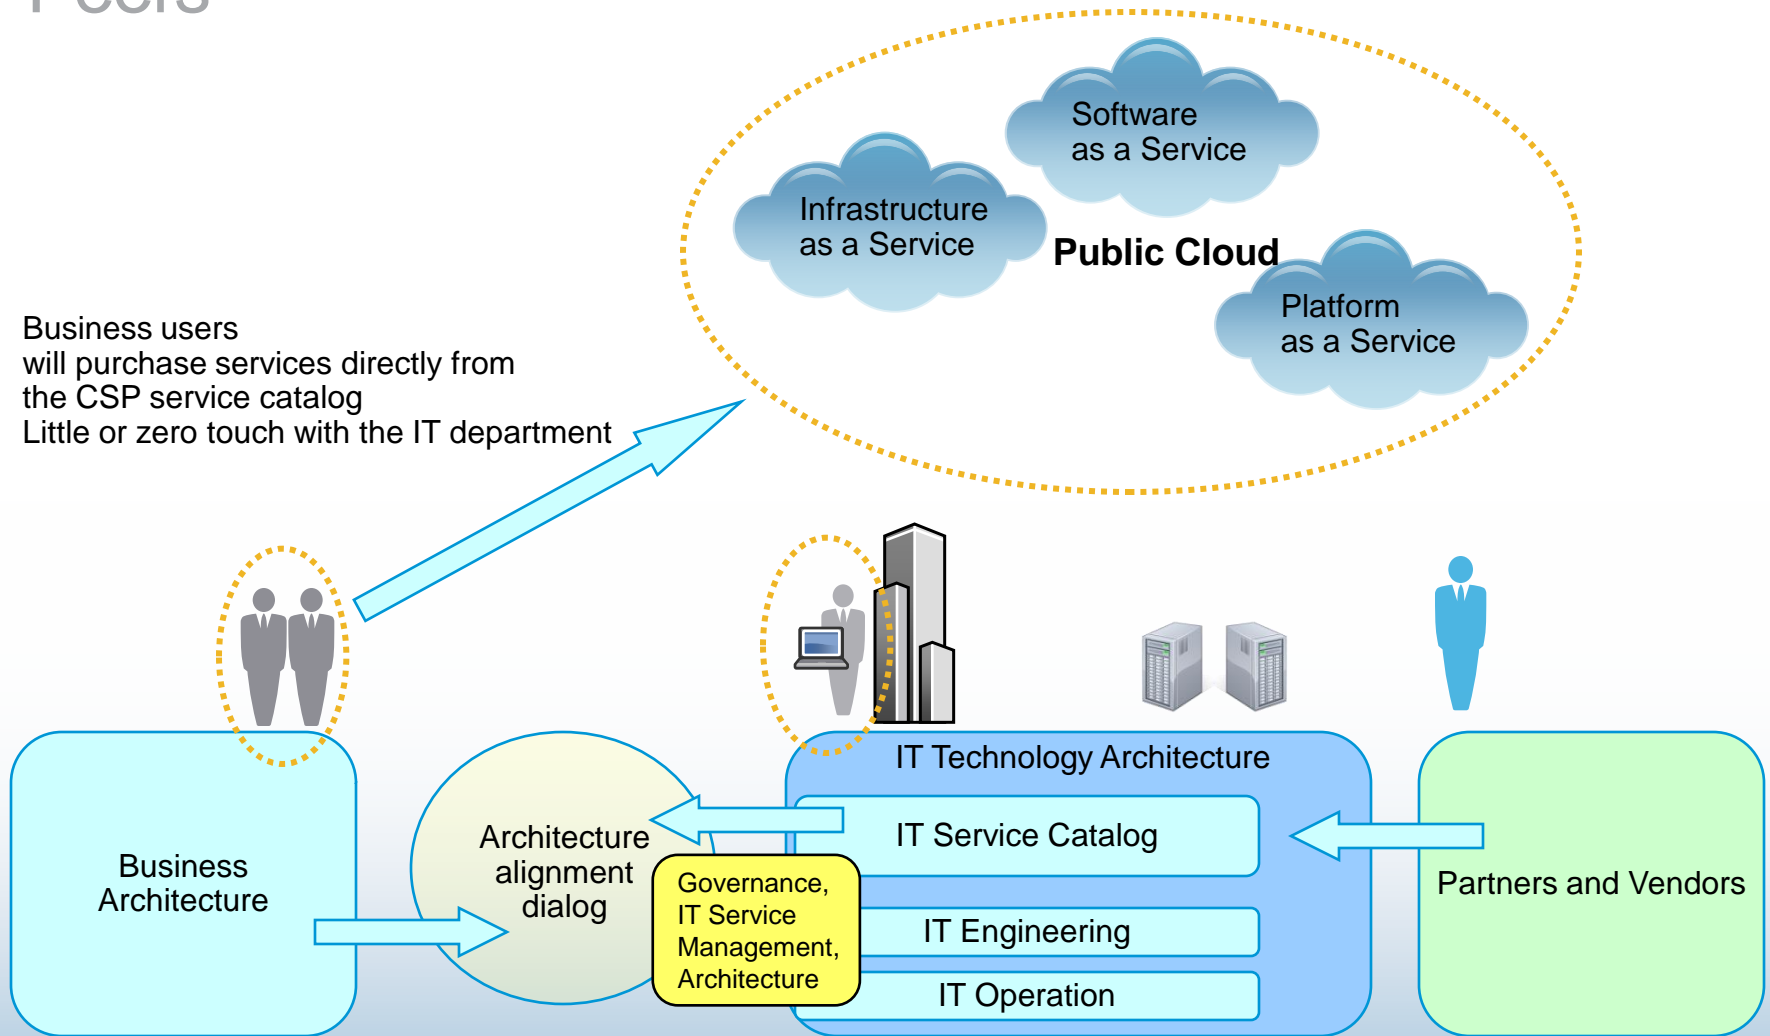 Peers
Software
as a Service
Infrastructure
as a Service
Public Cloud
Platform
as a Service
Business users
will purchase services directly from
the CSP service catalog
Little or zero touch with the IT department
IT Technology Architecture
IT Service Catalog
Architecture
alignment
dialog
Business
Architecture
Governance,
IT Service
Management,
Architecture
IT Engineering
IT Operation
Partners and Vendors